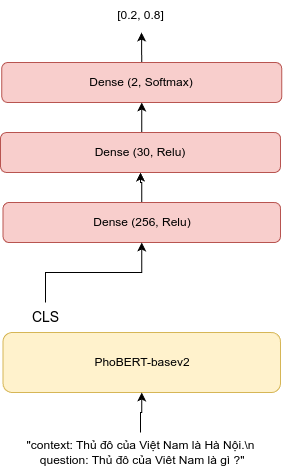 [0.2, 0.8]
Dense (2, Softmax)
Dense (30, Relu)
Dense (256, Relu)
CLS
PhoBERT-basev2
"context: Thủ đô của Việt Nam là Hà Nội.\n
question: Thủ đô của Việt Nam là gì ?"